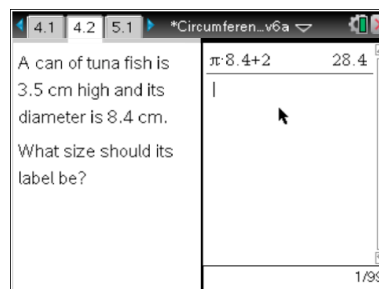 4.1 4.2 5.1 *Circumferen…v6a
A can of tuna fish is
3.5 cm high and its
diameter is 8.4 cm.
What size should its
label be?
π·8.4+2 28.4
1/99